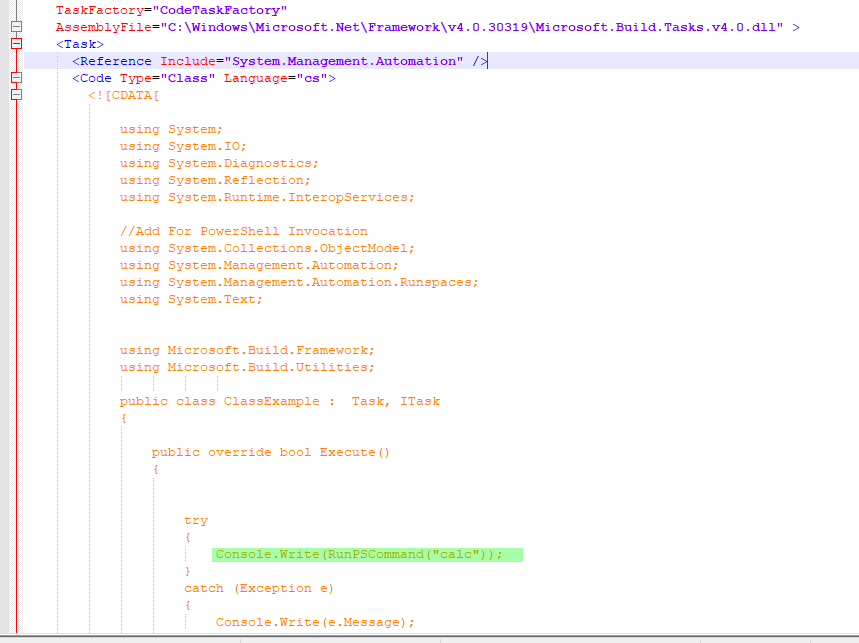 TaskFactory="CodeTaskFactory"
AssemblyFile="C:\Windows\Microsoft.Net\Framework\v4.0.30319\Microsoft.Build.Tasks.v4.0.dll" >
<Task>
<Reference Include="System.Management.Automation" />
<Code Type="Class" Language="cs">
<![CDATA[
using System;
using System.IO;
using System.Diagnostics;
using System.Reflection;
using System.Runtime.InteropServices;
//Add For PowerShell Invocation
using System.Collections.ObjectModel;
using System.Management.Automation;
using System.Management.Automation.Runspaces;
using System.Text;
using Microsoft.Build.Framework;
using Microsoft.Build.Utilities;
public class ClassExample :  Task, ITask
{
public override bool Execute()
{
try
{
Console.Write(RunPSCommand("calc"));
}
catch (Exception e)
{
Console.Write(e.Message);